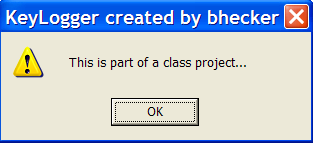 KeyLogger created by bhecker
This is part of a class project...
OK